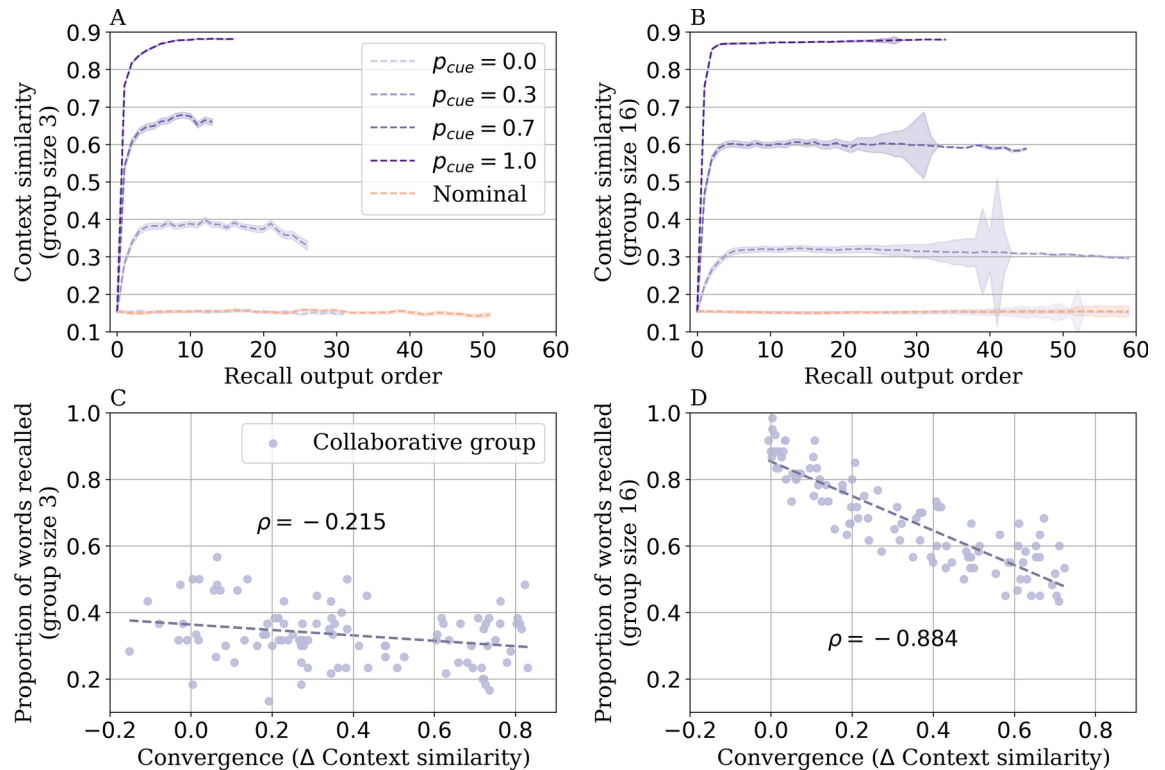 A
0.9
0.8
0.7
0.6
0.5
0.4
0.3
0.2
0.1
Context similarity
(group size 3)
p_cue = 0.0
p_cue = 0.3
p_cue = 0.7
p_cue = 1.0
Nominal
0 10 20 30 40 50 60
Recall output order
B
0.9
0.8
0.7
0.6
0.5
0.4
0.3
0.2
0.1
Context similarity
(group size 16)
0 10 20 30 40 50 60
Recall output order
C
1.0
0.8
0.6
0.4
0.2
Proportion of words recalled
(group size 3)
Collaborative group
ρ = −0.215
−0.2 0.0 0.2 0.4 0.6 0.8
Convergence (Δ Context similarity)
D
1.0
0.8
0.6
0.4
0.2
Proportion of words recalled
(group size 16)
ρ = −0.884
−0.2 0.0 0.2 0.4 0.6 0.8
Convergence (Δ Context similarity)